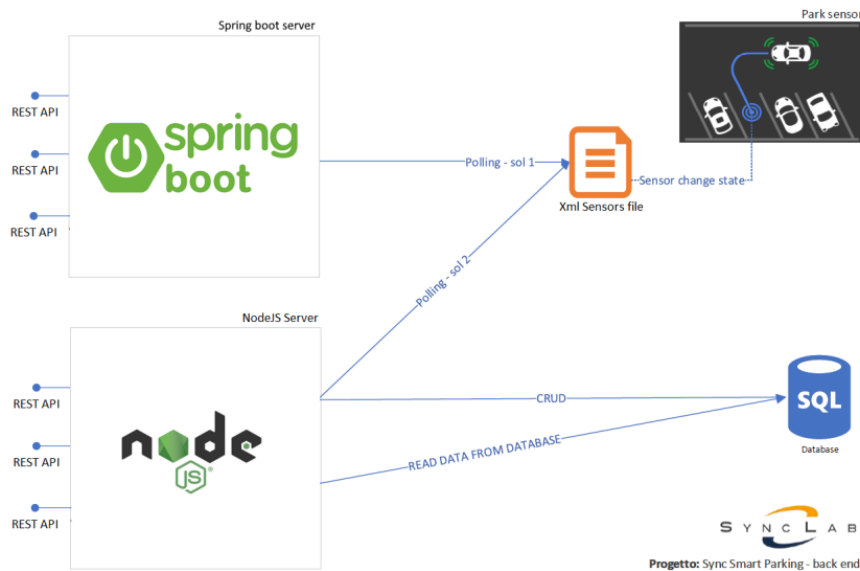 Spring boot server
Park sensor
REST API
REST API
REST API
spring
boot
Polling - sol 1
Sensor change state
Xml Sensors file
Polling - sol 2
NodeJS Server
REST API
REST API
REST API
node
JS
CRUD
READ DATA FROM DATABASE
SQL
Database
SYNCLAB
Progetto: Sync Smart Parking - back end